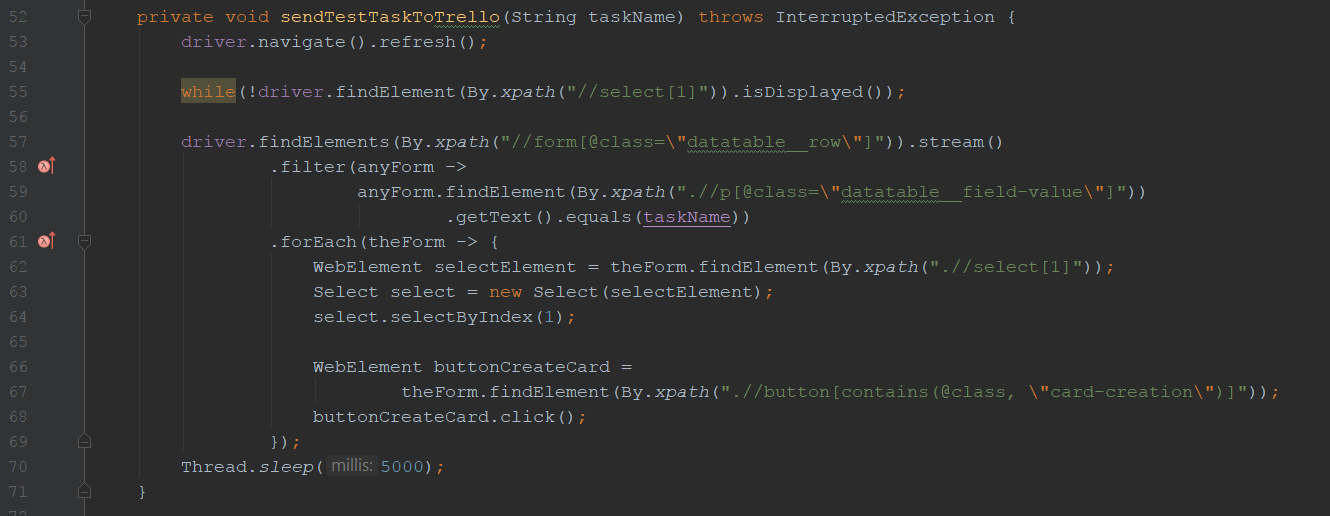 52 private void sendTestTaskToTrello(String taskName) throws InterruptedException {
53 driver.navigate().refresh();
54
55 while(!driver.findElement(By.xpath("//select[1]")).isDisplayed());
56
57 driver.findElements(By.xpath("//form[@class=\"datatable__row\"]")).stream()
58 .filter(anyForm ->
59 anyForm.findElement(By.xpath(".//p[@class=\"datatable__field-value\"]"))
60 .getText().equals(taskName))
61 .forEach(theForm -> {
62 WebElement selectElement = theForm.findElement(By.xpath(".//select[1]"));
63 Select select = new Select(selectElement);
64 select.selectByIndex(1);
65
66 WebElement buttonCreateCard =
67 theForm.findElement(By.xpath(".//button[contains(@class, \"card-creation\")]"));
68 buttonCreateCard.click();
69 });
70 Thread.sleep( millis: 5000);
71 }